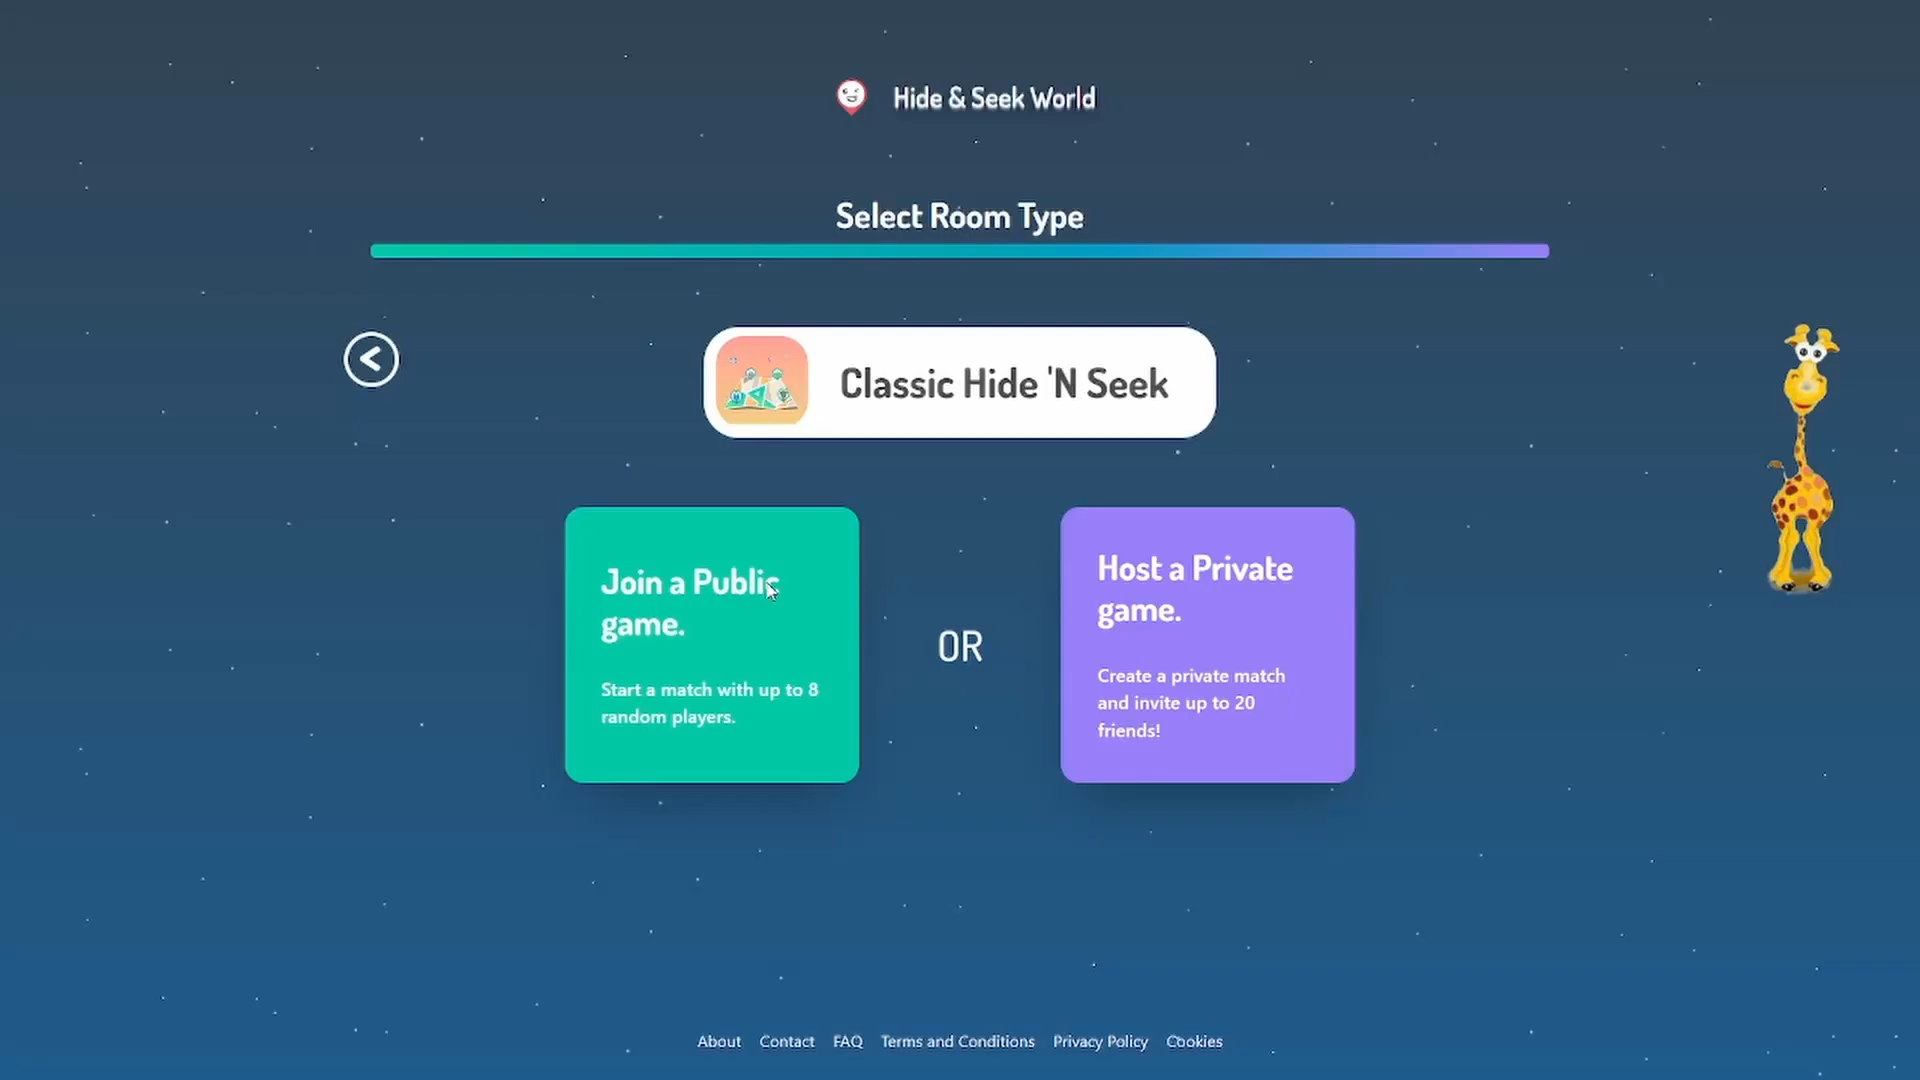 Hide & Seek World
Select Room Type
Classic Hide 'N Seek
Join a Public
game.
Start a match with up to 8
random players.
OR
Host a Private
game.
Create a private match
and invite up to 20
friends!
About Contact FAQ Terms and Conditions Privacy Policy Cookies